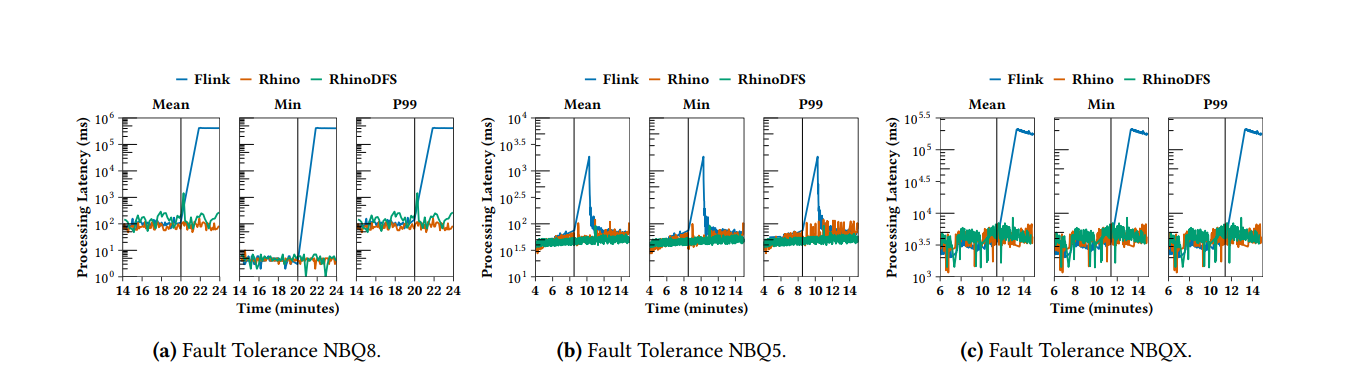 Flink Rhino RhinoDFS
Mean Min P99
Processing Latency (ms)
10^6
10^5
10^4
10^3
10^2
10^1
10^0
14 16 18 20 22 24 14 16 18 20 22 24 14 16 18 20 22 24
Time (minutes)
(a) Fault Tolerance NBQ8.
Flink Rhino RhinoDFS
Mean Min P99
Processing Latency (ms)
10^4
10^3.5
10^3
10^2.5
10^2
10^1.5
10^1
4 6 8 10 12 14 4 6 8 10 12 14 4 6 8 10 12 14
Time (minutes)
(b) Fault Tolerance NBQ5.
Flink Rhino RhinoDFS
Mean Min P99
Processing Latency (ms)
10^5.5
10^5
10^4.5
10^4
10^3.5
10^3
6 8 10 12 14 6 8 10 12 14 6 8 10 12 14
Time (minutes)
(c) Fault Tolerance NBQX.